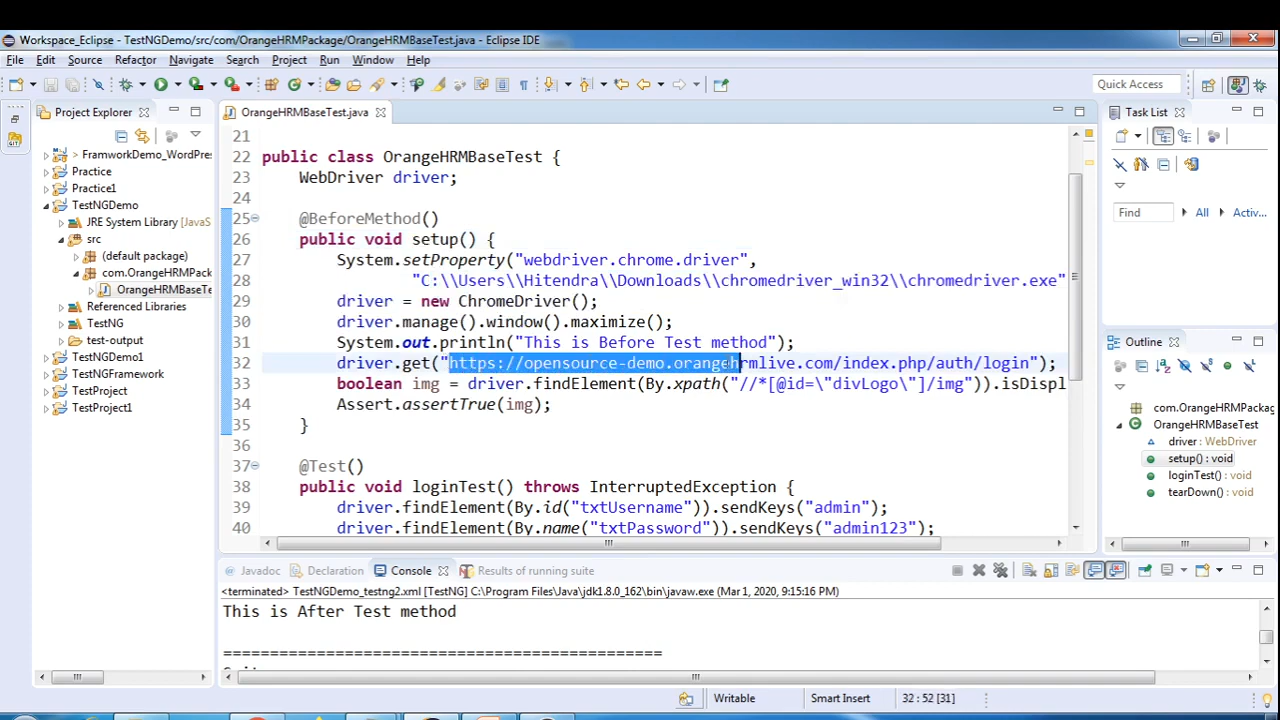 Workspace_Eclipse - TestNGDemo/src/com/OrangeHRMPackage/OrangeHRMBaseTest.java - Eclipse IDE
File Edit Source Refactor Navigate Search Project Run Window Help
Quick Access
Project Explorer
> FramworkDemo_WordPres
Practice
Practice1
TestNGDemo
JRE System Library [JavaS
src
(default package)
com.OrangeHRMPack
OrangeHRMBaseTe
Referenced Libraries
TestNG
test-output
TestNGDemo1
TestNGFramework
TestProject
TestProject1
OrangeHRMBaseTest.java
21
22 public class OrangeHRMBaseTest {
23 WebDriver driver;
24
25 @BeforeMethod()
26 public void setup() {
27 System.setProperty("webdriver.chrome.driver",
28 "C:\\Users\\Hitendra\\Downloads\\chromedriver_win32\\chromedriver.exe"
29 driver = new ChromeDriver();
30 driver.manage().window().maximize();
31 System.out.println("This is Before Test method");
32 driver.get("https://opensource-demo.orangehrmlive.com/index.php/auth/login");
33 boolean img = driver.findElement(By.xpath("//*[@id=\"divLogo\"]/img")).isDispl
34 Assert.assertTrue(img);
35 }
36
37 @Test()
38 public void loginTest() throws InterruptedException {
39 driver.findElement(By.id("txtUsername")).sendKeys("admin");
40 driver.findElement(By.name("txtPassword")).sendKeys("admin123");
Task List
Find All Activ...
Outline
com.OrangeHRMPackag
OrangeHRMBaseTest
driver : WebDriver
setup() : void
loginTest() : void
tearDown() : void
Javadoc Declaration Console Results of running suite
<terminated> TestNGDemo_testng2.xml [TestNG] C:\Program Files\Java\jdk1.8.0_162\bin\javaw.exe (Mar 1, 2020, 9:15:16 PM)
This is After Test method
===============================================
Writable Smart Insert 32 : 52 [31]